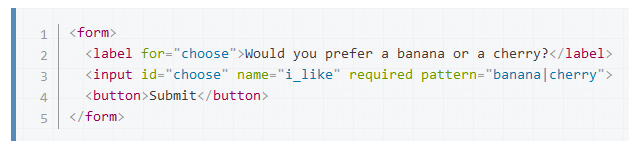 1 <form>
2   <label for="choose">Would you prefer a banana or a cherry?</label>
3   <input id="choose" name="i_like" required pattern="banana|cherry">
4   <button>Submit</button>
5 </form>